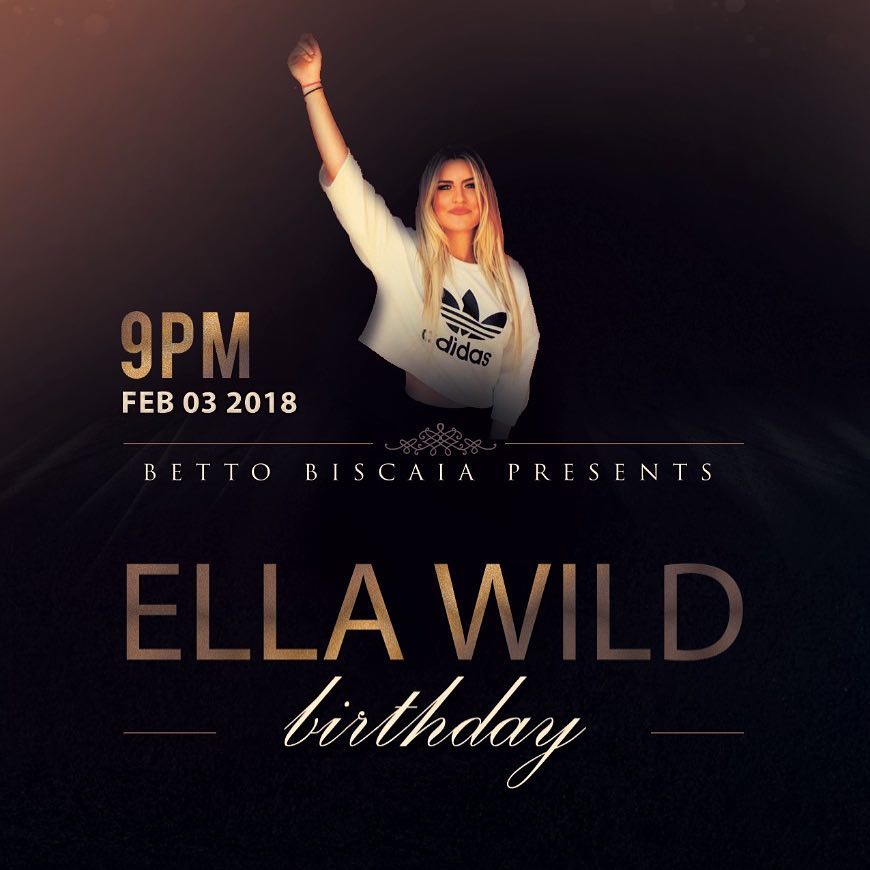 9PM
FEB 03 2018
adidas
BETTO BISCAIA PRESENTS
ELLA WILD
birthday